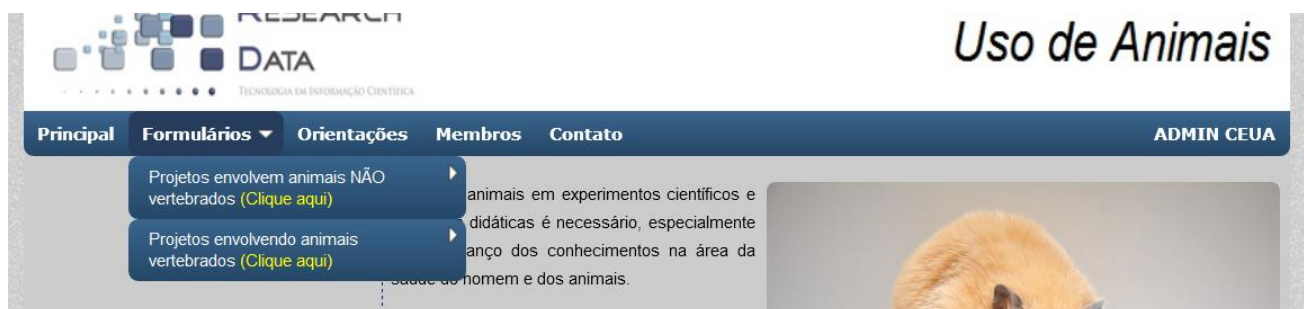 RESEARCH
DATA
TECNOLOGIA EM INFORMAÇÃO CIENTÍFICA
Uso de Animais
Principal Formulários Orientações Membros Contato ADMIN CEUA
Projetos envolvem animais NÃO
vertebrados (Clique aqui)
Projetos envolvendo animais
vertebrados (Clique aqui)
animais em experimentos científicos e
didáticas é necessário, especialmente
anço dos conhecimentos na área da
saúde do homem e dos animais.